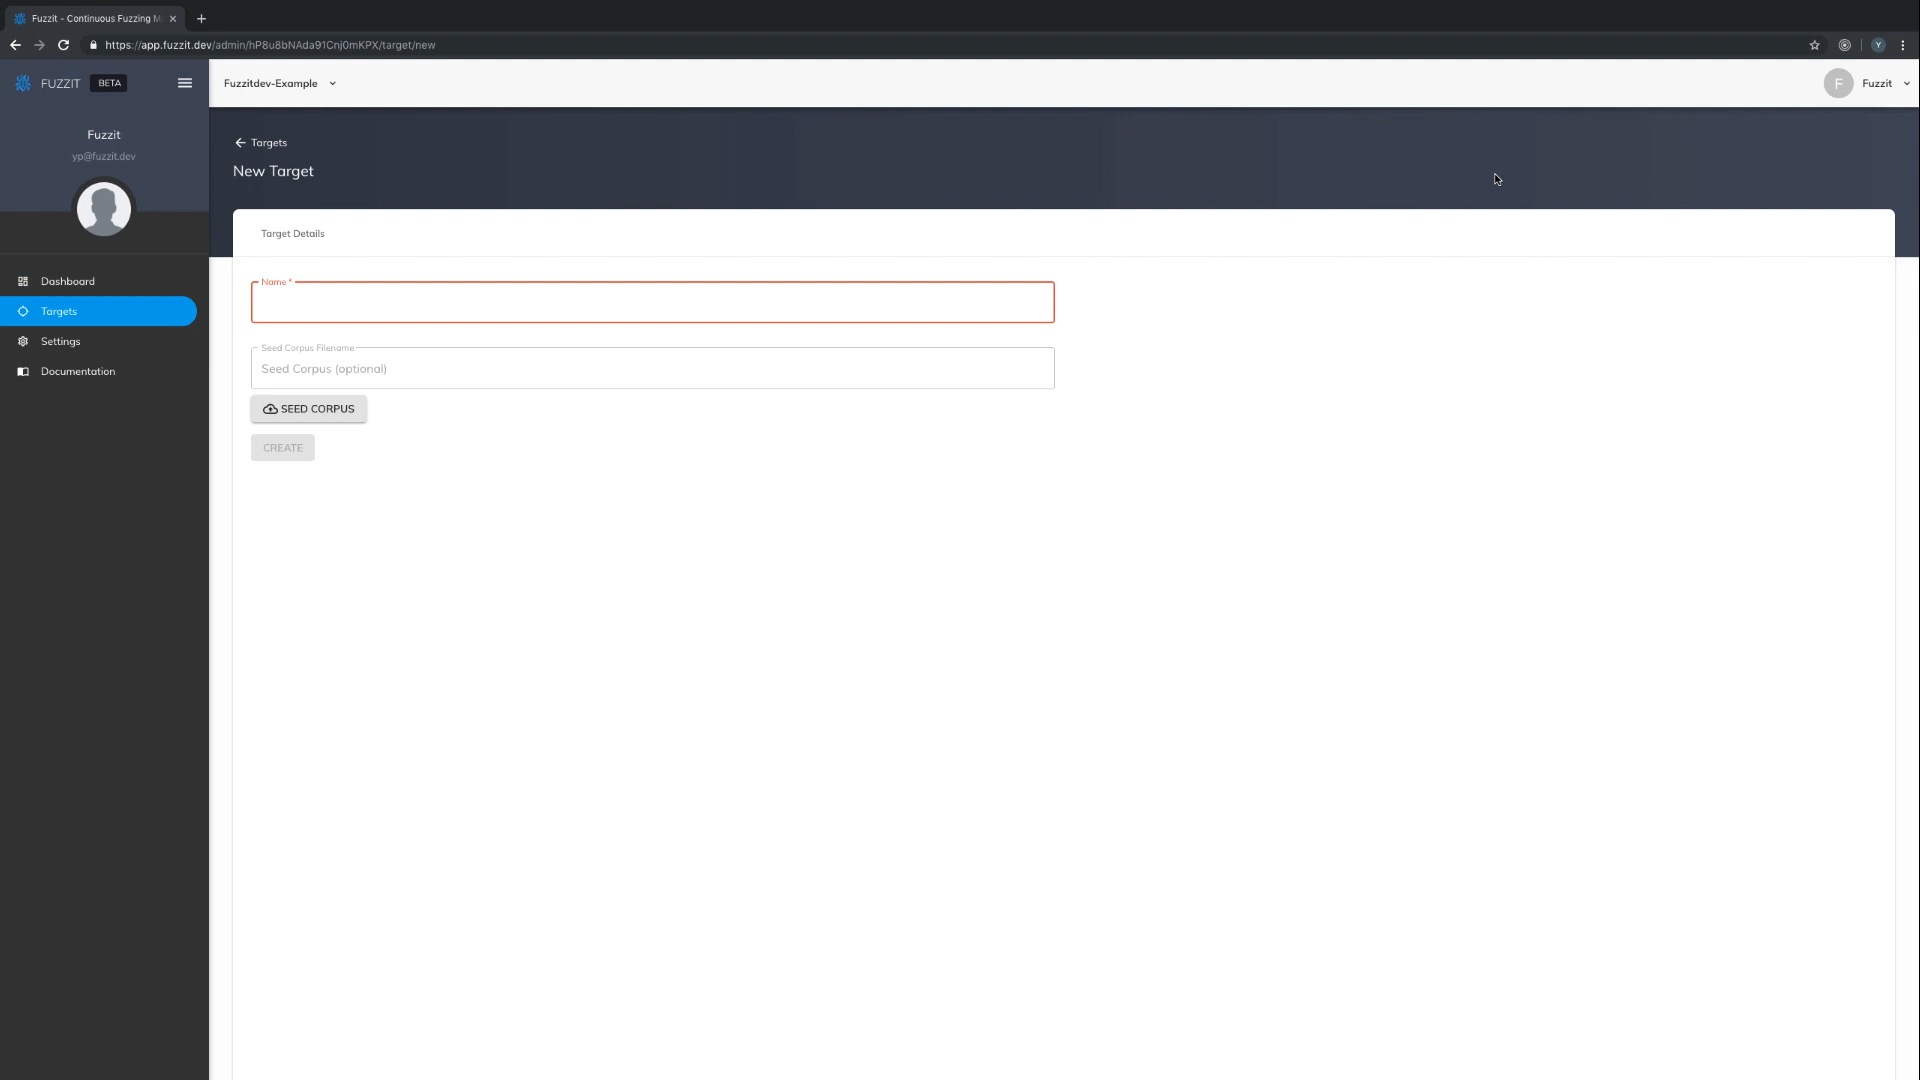 Fuzzit - Continuous Fuzzing M
https://app.fuzzit.dev/admin/hP8u8bNAda91Cnj0mKPX/target/new
Y
FUZZIT BETA
Fuzzitdev-Example
F Fuzzit
Fuzzit
yp@fuzzit.dev
Dashboard
Targets
Settings
Documentation
Targets
New Target
Target Details
Name *
Seed Corpus Filename
Seed Corpus (optional)
SEED CORPUS
CREATE